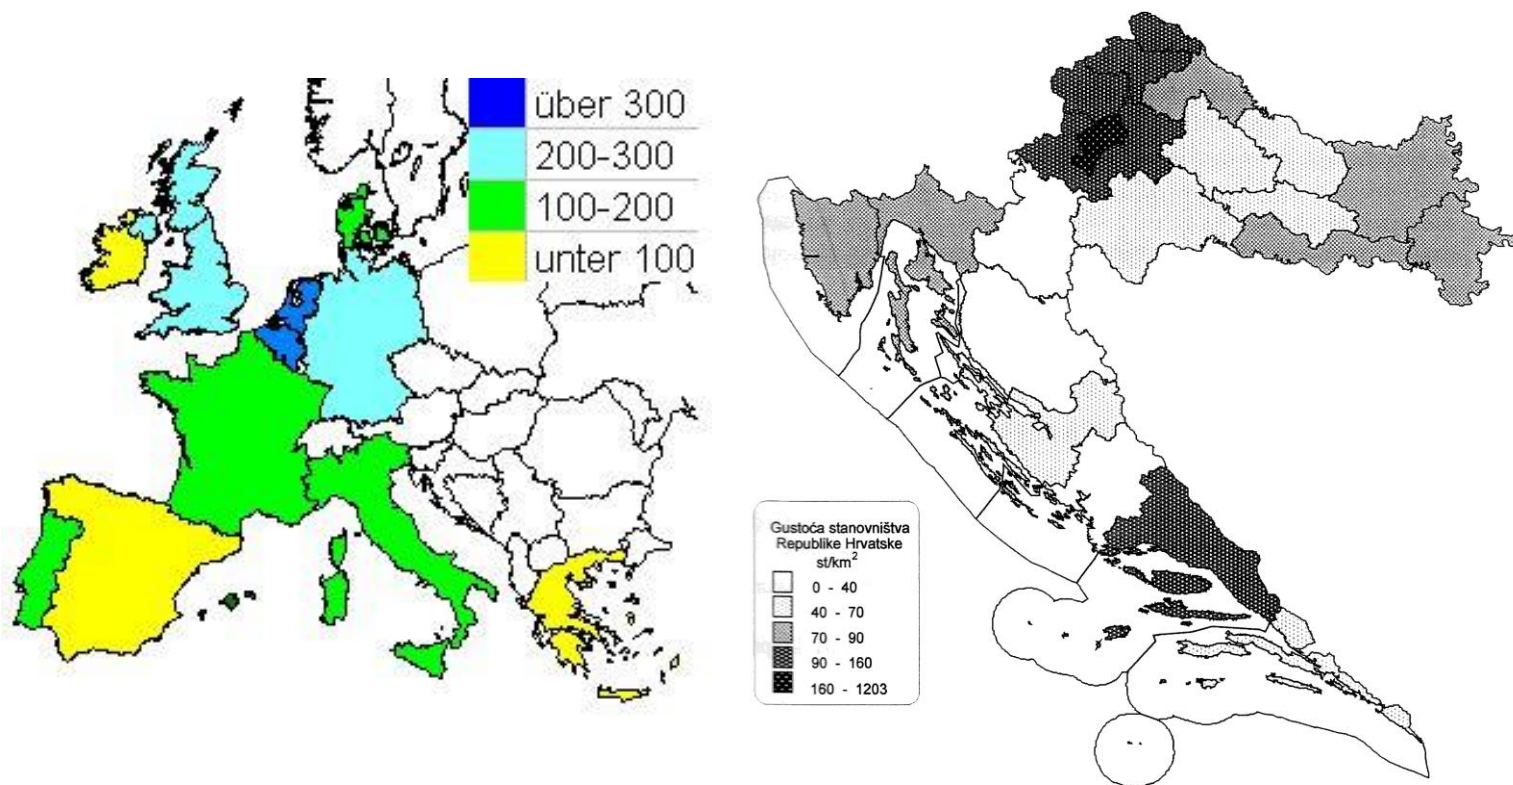 über 300
200-300
100-200
unter 100
Gustoća stanovništva
Republike Hrvatske
st/km²
0 - 40
40 - 70
70 - 90
90 - 160
160 - 1203